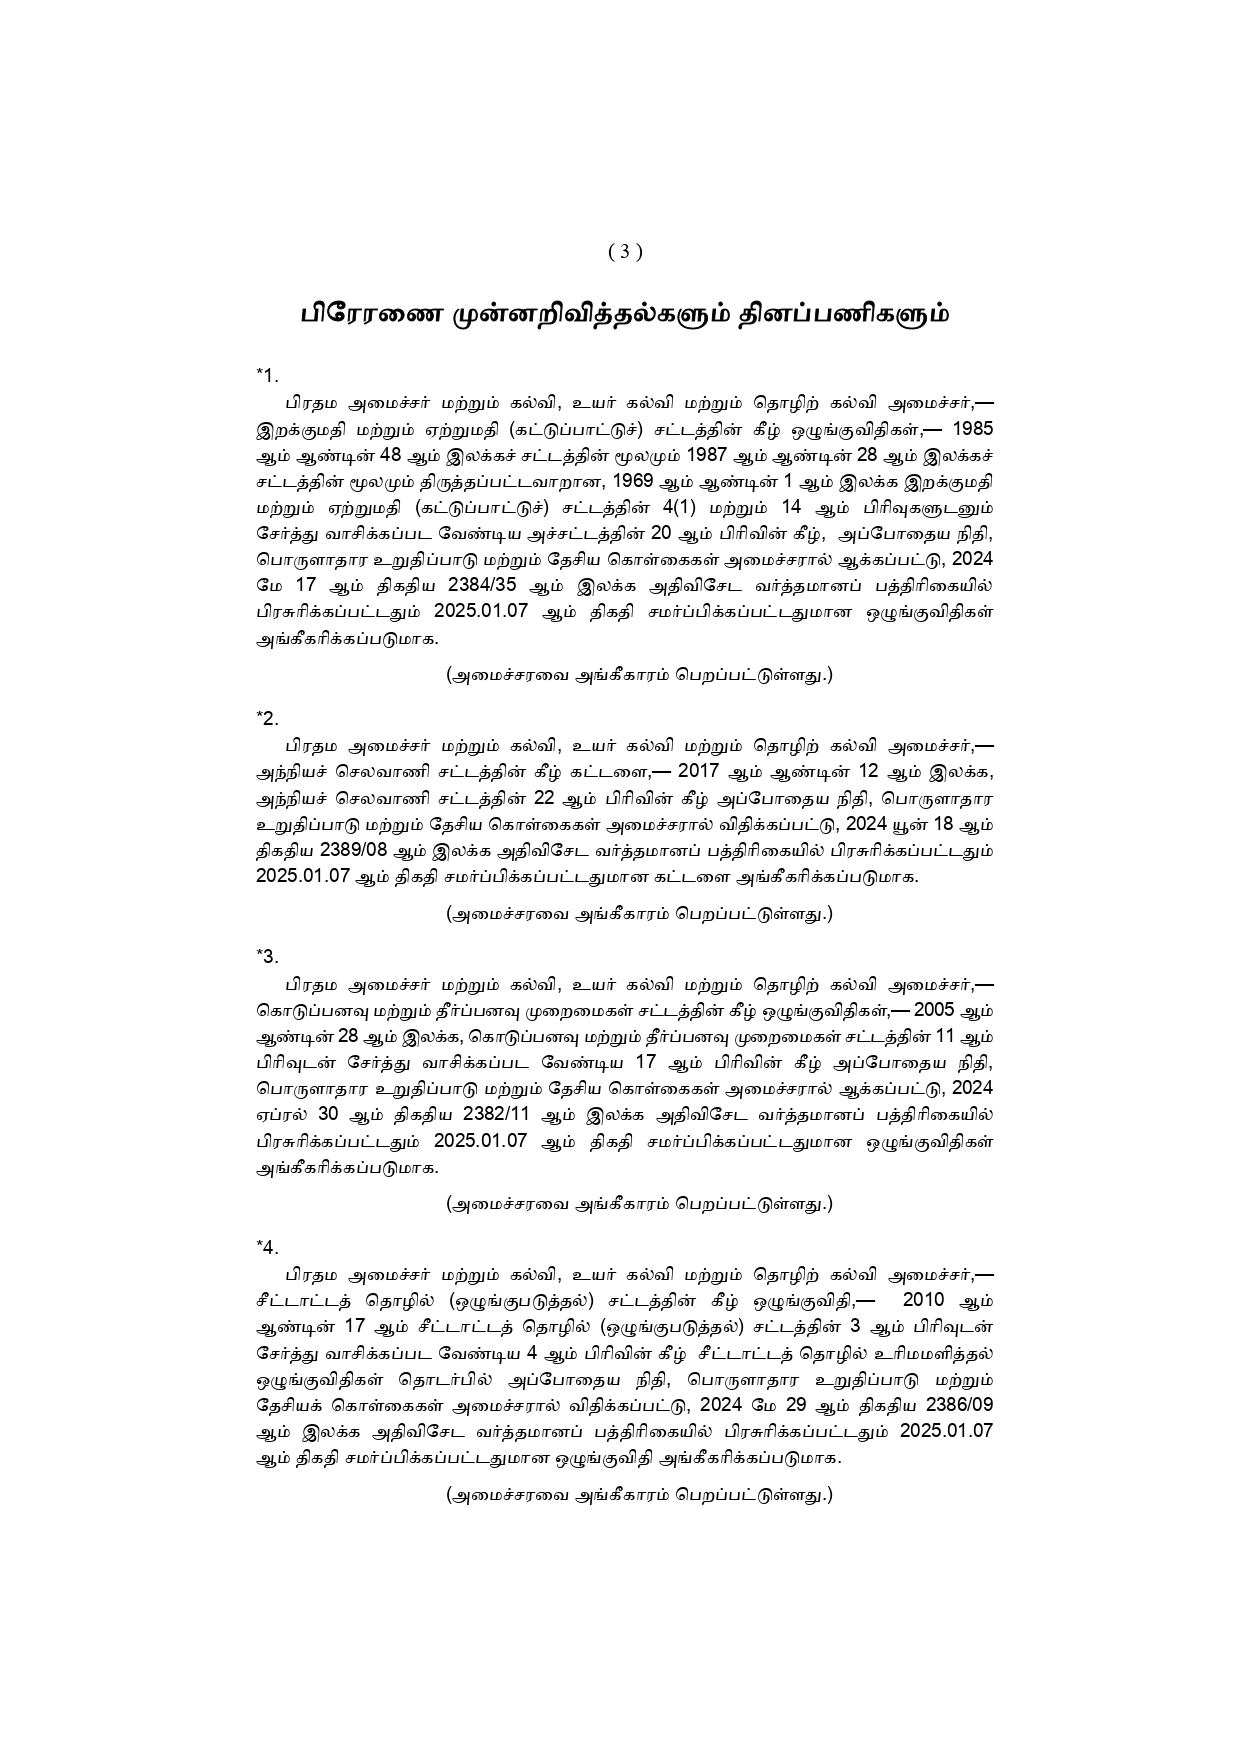 ( 3 )
பிரேரணை முன்னறிவித்தல்களும் தினப்பணிகளும்
*1.
பிரதம அமைச்சர் மற்றும் கல்வி, உயர் கல்வி மற்றும் தொழிற் கல்வி அமைச்சர்,—
இறக்குமதி மற்றும் ஏற்றுமதி (கட்டுப்பாட்டுச்) சட்டத்தின் கீழ் ஒழுங்குவிதிகள்,— 1985
ஆம் ஆண்டின் 48 ஆம் இலக்கச் சட்டத்தின் மூலமும் 1987 ஆம் ஆண்டின் 28 ஆம் இலக்கச்
சட்டத்தின் மூலமும் திருத்தப்பட்டவாறான, 1969 ஆம் ஆண்டின் 1 ஆம் இலக்க இறக்குமதி
மற்றும் ஏற்றுமதி (கட்டுப்பாட்டுச்) சட்டத்தின் 4(1) மற்றும் 14 ஆம் பிரிவுகளுடனும்
சேர்த்து வாசிக்கப்பட வேண்டிய அச்சட்டத்தின் 20 ஆம் பிரிவின் கீழ், அப்போதைய நிதி,
பொருளாதார உறுதிப்பாடு மற்றும் தேசிய கொள்கைகள் அமைச்சரால் ஆக்கப்பட்டு, 2024
மே 17 ஆம் திகதிய 2384/35 ஆம் இலக்க அதிவிசேட வர்த்தமானப் பத்திரிகையில்
பிரசுரிக்கப்பட்டதும் 2025.01.07 ஆம் திகதி சமர்ப்பிக்கப்பட்டதுமான ஒழுங்குவிதிகள்
அங்கீகரிக்கப்படுமாக.
(அமைச்சரவை அங்கீகாரம் பெறப்பட்டுள்ளது.)
*2.
பிரதம அமைச்சர் மற்றும் கல்வி, உயர் கல்வி மற்றும் தொழிற் கல்வி அமைச்சர்,—
அந்நியச் செலவாணி சட்டத்தின் கீழ் கட்டளை,— 2017 ஆம் ஆண்டின் 12 ஆம் இலக்க,
அந்நியச் செலவாணி சட்டத்தின் 22 ஆம் பிரிவின் கீழ் அப்போதைய நிதி, பொருளாதார
உறுதிப்பாடு மற்றும் தேசிய கொள்கைகள் அமைச்சரால் விதிக்கப்பட்டு, 2024 யூன் 18 ஆம்
திகதிய 2389/08 ஆம் இலக்க அதிவிசேட வர்த்தமானப் பத்திரிகையில் பிரசுரிக்கப்பட்டதும்
2025.01.07 ஆம் திகதி சமர்ப்பிக்கப்பட்டதுமான கட்டளை அங்கீகரிக்கப்படுமாக.
(அமைச்சரவை அங்கீகாரம் பெறப்பட்டுள்ளது.)
*3.
பிரதம அமைச்சர் மற்றும் கல்வி, உயர் கல்வி மற்றும் தொழிற் கல்வி அமைச்சர்,—
கொடுப்பனவு மற்றும் தீர்ப்பனவு முறைமைகள் சட்டத்தின் கீழ் ஒழுங்குவிதிகள்,— 2005 ஆம்
ஆண்டின் 28 ஆம் இலக்க, கொடுப்பனவு மற்றும் தீர்ப்பனவு முறைமைகள் சட்டத்தின் 11 ஆம்
பிரிவுடன் சேர்த்து வாசிக்கப்பட வேண்டிய 17 ஆம் பிரிவின் கீழ் அப்போதைய நிதி,
பொருளாதார உறுதிப்பாடு மற்றும் தேசிய கொள்கைகள் அமைச்சரால் ஆக்கப்பட்டு, 2024
ஏப்ரல் 30 ஆம் திகதிய 2382/11 ஆம் இலக்க அதிவிசேட வர்த்தமானப் பத்திரிகையில்
பிரசுரிக்கப்பட்டதும் 2025.01.07 ஆம் திகதி சமர்ப்பிக்கப்பட்டதுமான ஒழுங்குவிதிகள்
அங்கீகரிக்கப்படுமாக.
(அமைச்சரவை அங்கீகாரம் பெறப்பட்டுள்ளது.)
*4.
பிரதம அமைச்சர் மற்றும் கல்வி, உயர் கல்வி மற்றும் தொழிற் கல்வி அமைச்சர்,—
சீட்டாட்டத் தொழில் (ஒழுங்குபடுத்தல்) சட்டத்தின் கீழ் ஒழுங்குவிதி,— 2010 ஆம்
ஆண்டின் 17 ஆம் சீட்டாட்டத் தொழில் (ஒழுங்குபடுத்தல்) சட்டத்தின் 3 ஆம் பிரிவுடன்
சேர்த்து வாசிக்கப்பட வேண்டிய 4 ஆம் பிரிவின் கீழ் சீட்டாட்டத் தொழில் உரிமமளித்தல்
ஒழுங்குவிதிகள் தொடர்பில் அப்போதைய நிதி, பொருளாதார உறுதிப்பாடு மற்றும்
தேசியக் கொள்கைகள் அமைச்சரால் விதிக்கப்பட்டு, 2024 மே 29 ஆம் திகதிய 2386/09
ஆம் இலக்க அதிவிசேட வர்த்தமானப் பத்திரிகையில் பிரசுரிக்கப்பட்டதும் 2025.01.07
ஆம் திகதி சமர்ப்பிக்கப்பட்டதுமான ஒழுங்குவிதி அங்கீகரிக்கப்படுமாக.
(அமைச்சரவை அங்கீகாரம் பெறப்பட்டுள்ளது.)